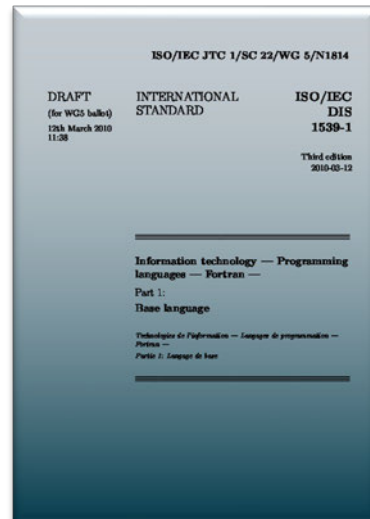 ISO/IEC JTC 1/SC 22/WG 5/N1814
DRAFT
(for WG5 ballot)
12th March 2010
11:38
INTERNATIONAL
STANDARD
ISO/IEC
DIS
1539-1
Third edition
2010-03-12
Information technology — Programming
languages — Fortran —
Part 1:
Base language
Technologies de l'information — Langages de programmation —
Fortran —
Partie 1: Langage de base